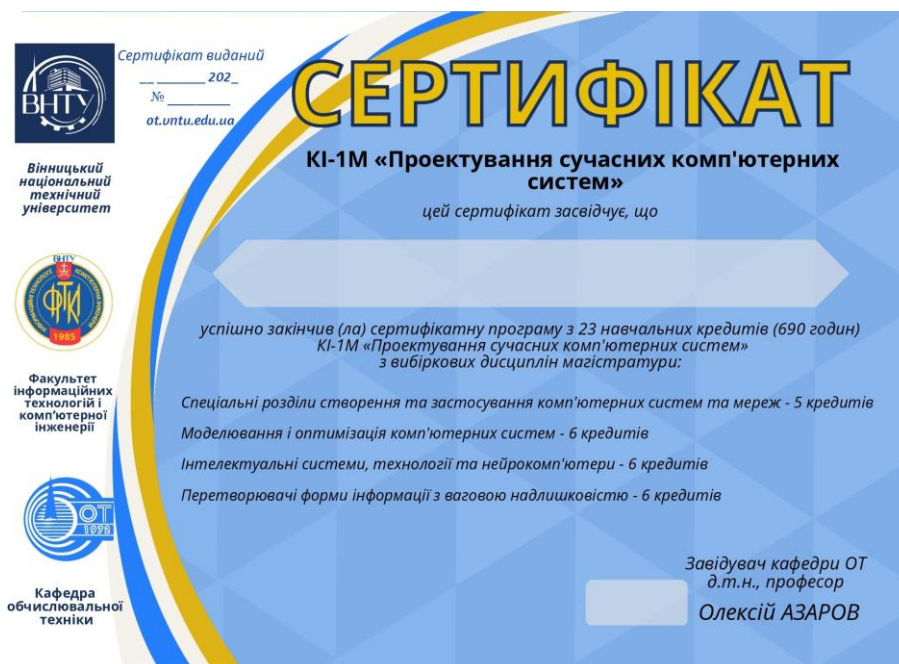 Сертифікат виданий
__ ______ 202_
№ ________
ot.vntu.edu.ua
ВНТУ
Вінницький
національний
технічний
університет
СЕРТИФІКАТ
КІ-1М «Проектування сучасних комп'ютерних
систем»
цей сертифікат засвідчує, що
успішно закінчив (ла) сертифікатну програму з 23 навчальних кредитів (690 годин)
КІ-1М «Проектування сучасних комп'ютерних систем»
з вибіркових дисциплін магістратури:
Спеціальні розділи створення та застосування комп'ютерних систем та мереж - 5 кредитів
Моделювання і оптимізація комп'ютерних систем - 6 кредитів
Інтелектуальні системи, технології та нейрокомп'ютери - 6 кредитів
Перетворювачі форми інформації з ваговою надлишковістю - 6 кредитів
ВНТУ
ФІТКІ
1985
Факультет
інформаційних
технологій і
комп'ютерної
інженерії
ОТ
1972
Кафедра
обчислювальної
техніки
Завідувач кафедри ОТ
д.т.н., професор
Олексій АЗАРОВ